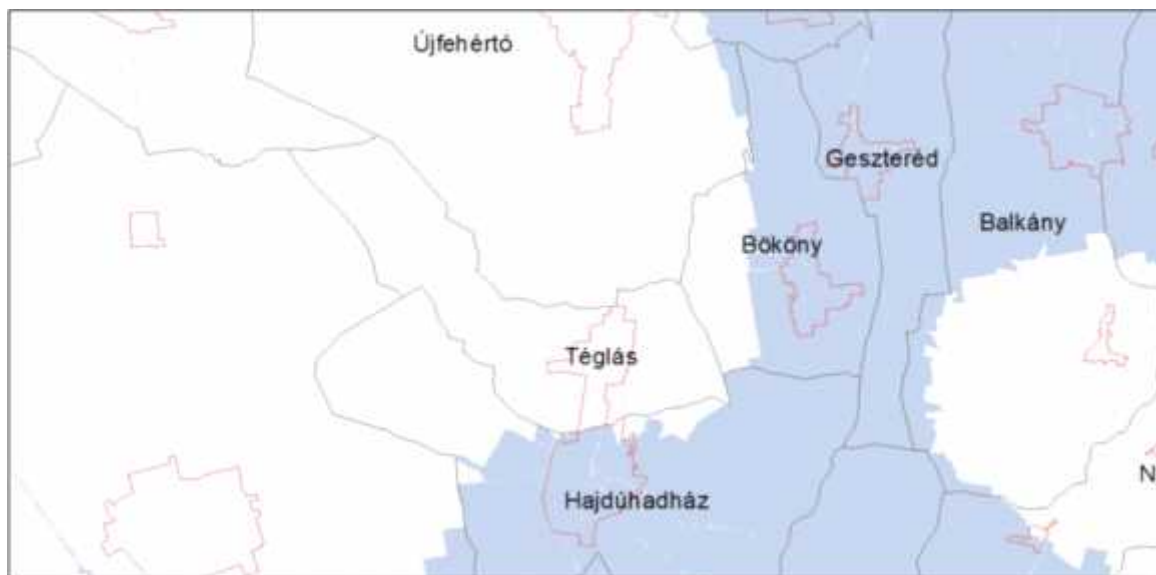 Újfehértó
Geszteréd
Balkány
Bököny
Téglás
Hajdúhadház
N